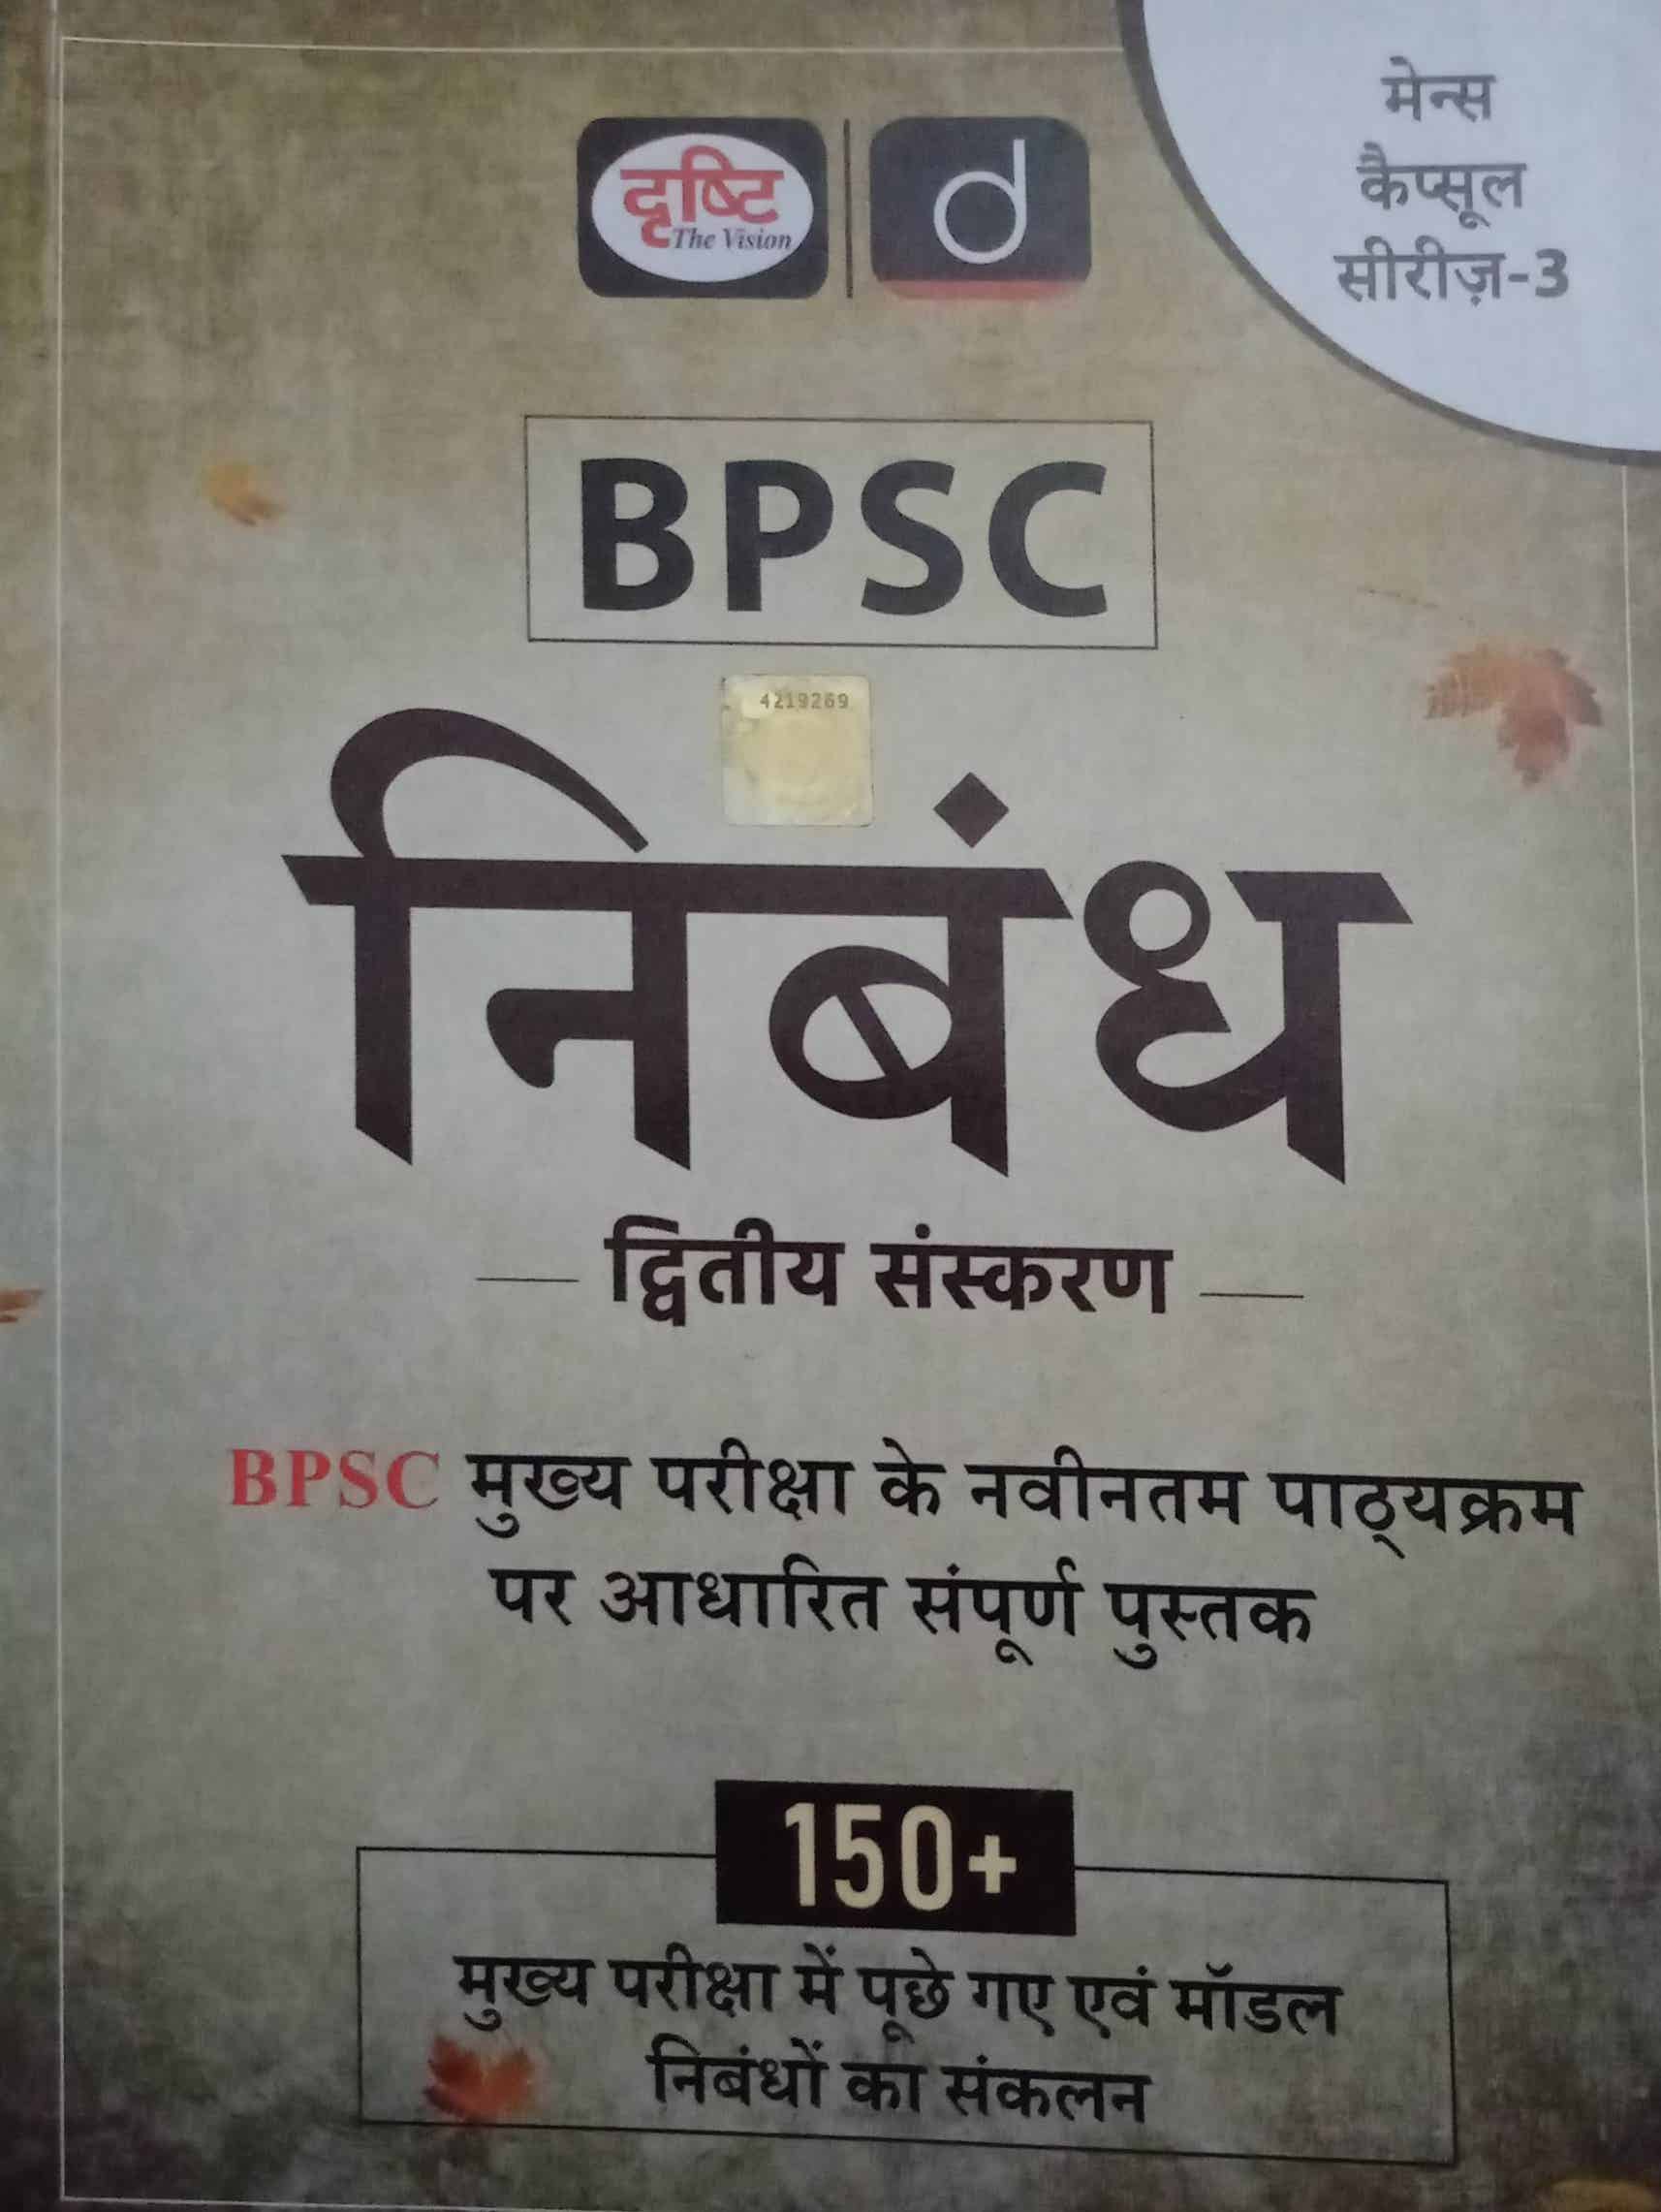 मेन्स
कैप्सूल
सीरीज़-3
दृष्टि
The Vision
d
BPSC
4219269
निबंध
द्वितीय संस्करण
BPSC मुख्य परीक्षा के नवीनतम पाठ्यक्रम
पर आधारित संपूर्ण पुस्तक
150+
मुख्य परीक्षा में पूछे गए एवं मॉडल
निबंधों का संकलन